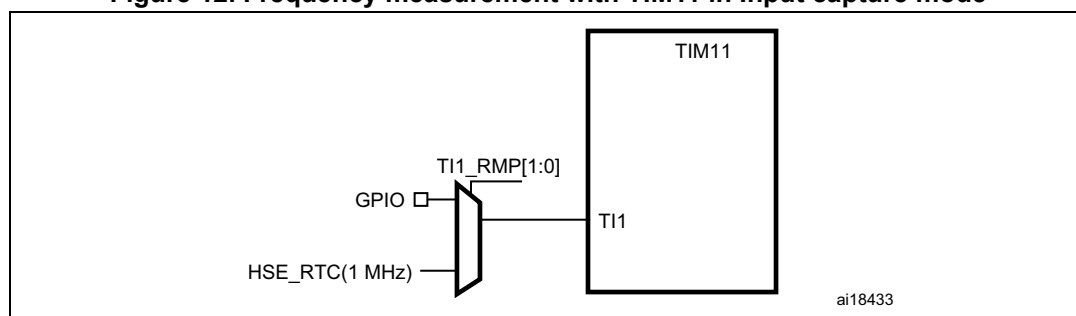 Figure 12. Frequency measurement with TIM11 in Input capture mode
TIM11
TI1_RMP[1:0]
GPIO
TI1
HSE_RTC(1 MHz)
ai18433